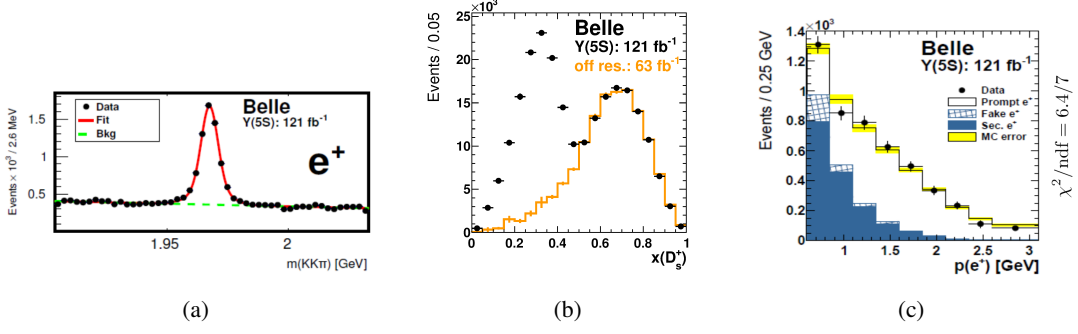 Data
Fit
Bkg
Belle
Υ(5S): 121 fb⁻¹
e⁺
Events × 10³ / 2.6 MeV
1.5
1
0.5
1.95
2
m(KKπ) [GeV]
(a)
×10³
Belle
Υ(5S): 121 fb⁻¹
off res.: 63 fb⁻¹
Events / 0.05
25
20
15
10
5
0
0
0.2
0.4
0.6
0.8
1
x(Dₛ⁺)
(b)
×10³
Belle
Υ(5S): 121 fb⁻¹
Data
Prompt e⁺
Fake e⁺
Sec. e⁺
MC error
Events / 0.25 GeV
1.4
1.2
1
0.8
0.6
0.4
0.2
0
1
1.5
2
2.5
3
p(e⁺) [GeV]
χ²/ndf = 6.4/7
(c)